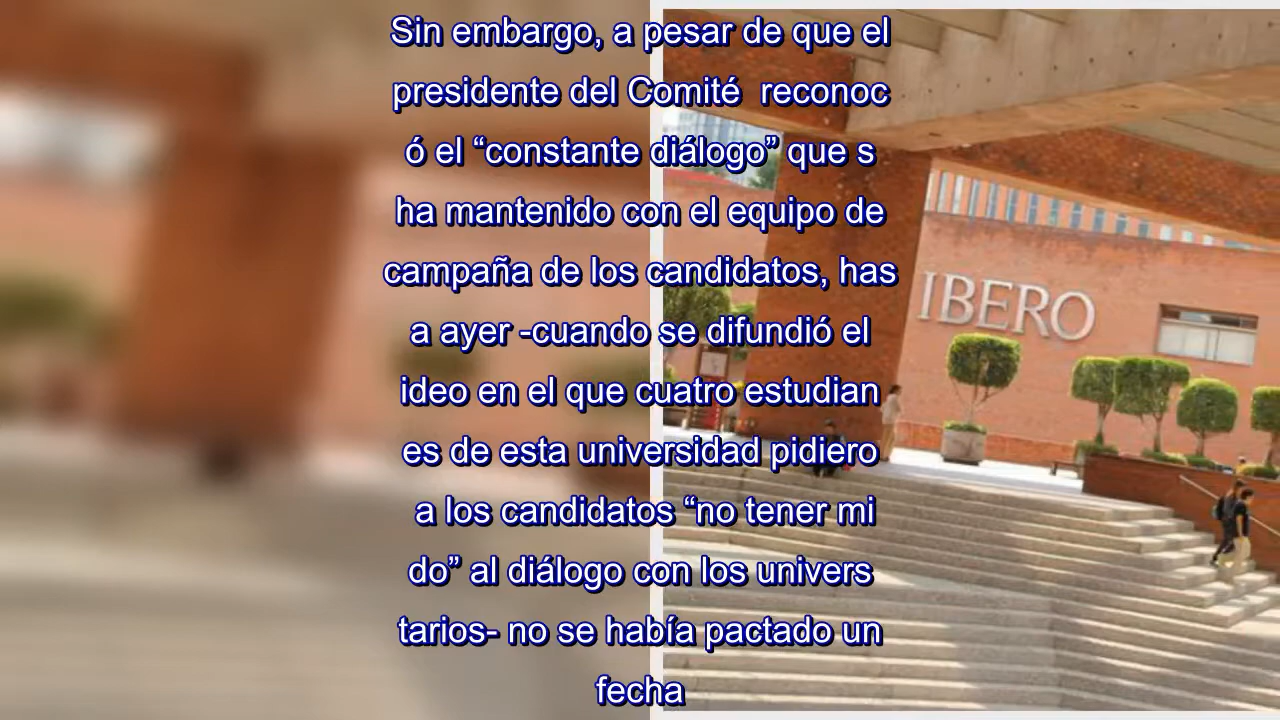 Sin embargo, a pesar de que el
presidente del Comité  reconoc
ó el “constante diálogo” que s
ha mantenido con el equipo de
campaña de los candidatos, has
a ayer -cuando se difundió el
ideo en el que cuatro estudian
es de esta universidad pidiero
a los candidatos “no tener mi
do” al diálogo con los univers
tarios- no se había pactado un
fecha
IBERO